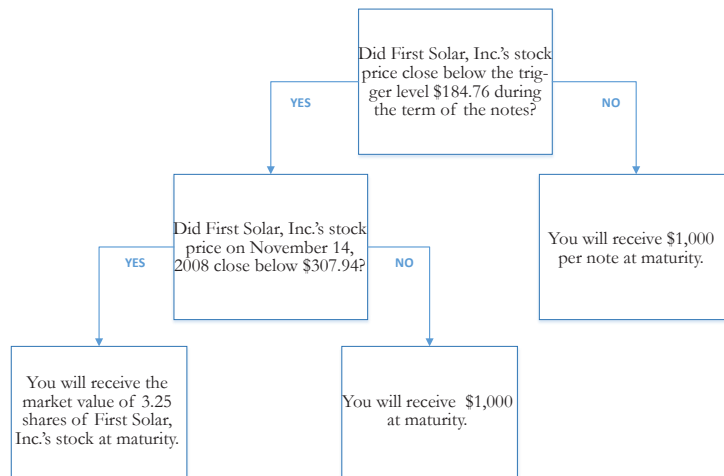 Did First Solar, Inc.'s stock
price close below the trig-
ger level $184.76 during
the term of the notes?
YES
NO
Did First Solar, Inc.'s stock
price on November 14,
2008 close below $307.94?
You will receive $1,000
per note at maturity.
YES
NO
You will receive the
market value of 3.25
shares of First Solar,
Inc.'s stock at maturity.
You will receive $1,000
at maturity.